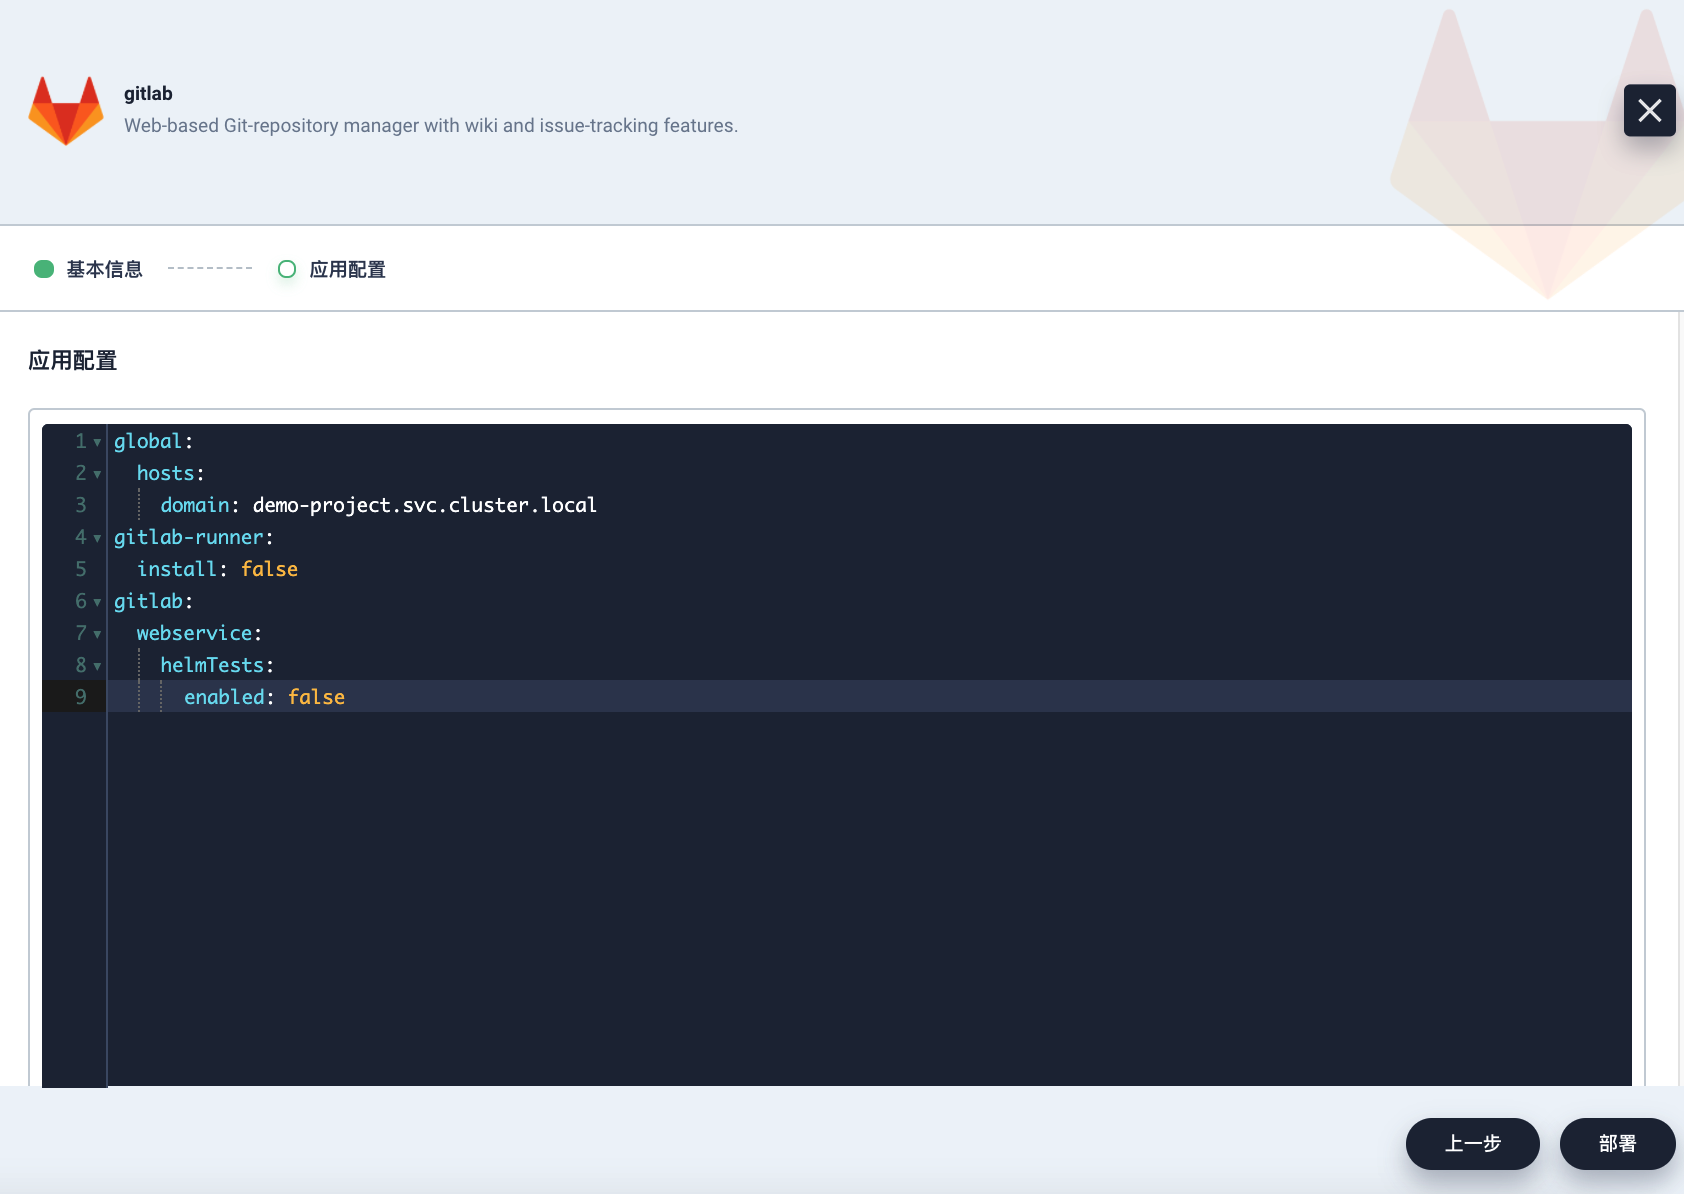 gitlab
Web-based Git-repository manager with wiki and issue-tracking features.
基本信息
应用配置
应用配置
1 global:
2   hosts:
3     domain: demo-project.svc.cluster.local
4 gitlab-runner:
5   install: false
6 gitlab:
7   webservice:
8     helmTests:
9       enabled: false
上一步
部署